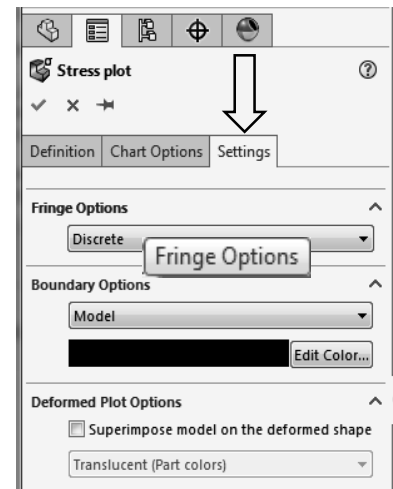 Stress plot
Definition Chart Options Settings
Fringe Options
Discrete
Fringe Options
Boundary Options
Model
Edit Color...
Deformed Plot Options
Superimpose model on the deformed shape
Translucent (Part colors)